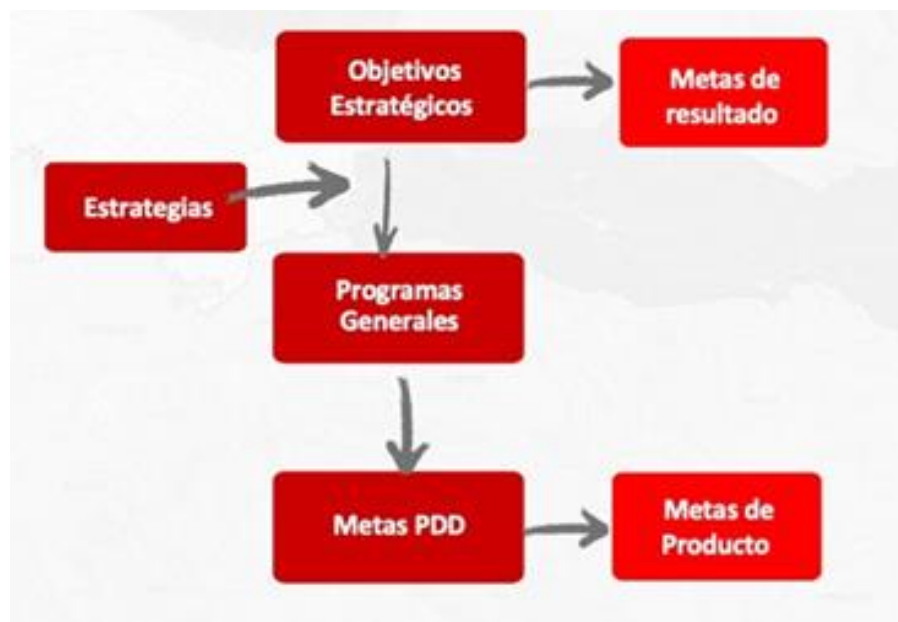 Objetivos
Estratégicos
Metas de
resultado
Estrategias
Programas
Generales
Metas PDD
Metas de
Producto